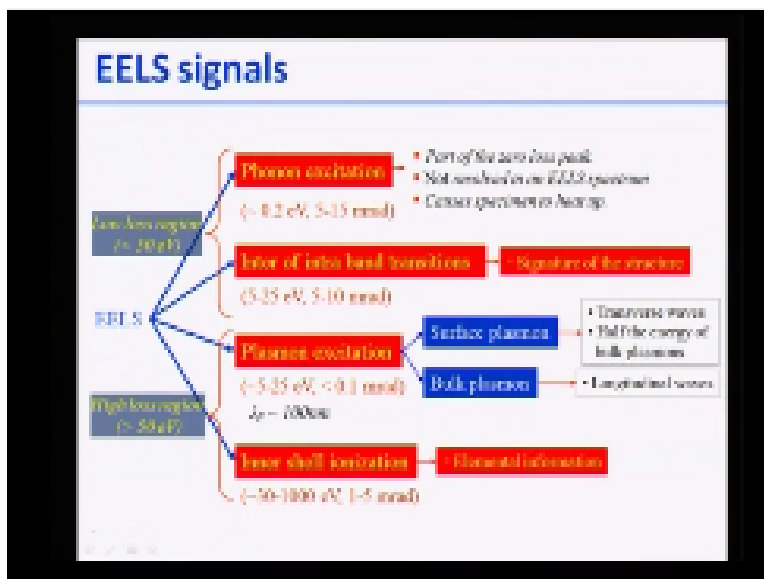 EELS signals
Phonon excitation
• Part of the zero loss peak
• Not resolved in an EELS spectrometer
• Causes specimen to heat up
(~ 0.2 eV, 5-15 mrad)
Low loss region
(< 50 eV)
Inter of intra band transitions
- Signature of the structure
(5-25 eV, 5-10 mrad)
EELS
Plasmon excitation
Surface plasmon
• Transverse waves
• Half the energy of
bulk plasmons
(~5-25 eV, < 0.1 mrad)
Bulk plasmon
• Longitudinal waves
~ 100nm
High loss region
(> 50 eV)
Inner shell ionization
- Elemental information
(~50-1000 eV, 1-5 mrad)